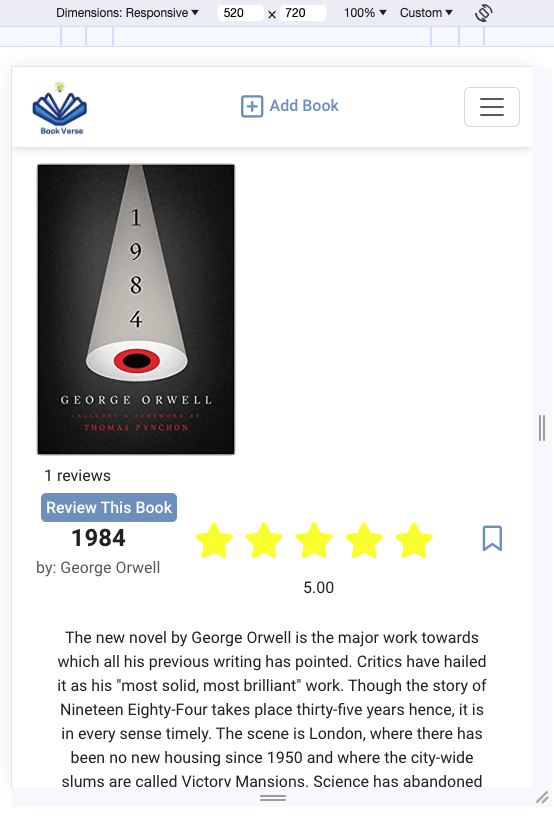 Dimensions: Responsive 520 x 720 100% Custom
Book Verse
Add Book
1
9
8
4
GEORGE ORWELL
INCLUDES A FOREWORD BY
THOMAS PYNCHON
1 reviews
Review This Book
1984
by: George Orwell
5.00
The new novel by George Orwell is the major work towards
which all his previous writing has pointed. Critics have hailed
it as his "most solid, most brilliant" work. Though the story of
Nineteen Eighty-Four takes place thirty-five years hence, it is
in every sense timely. The scene is London, where there has
been no new housing since 1950 and where the city-wide
slums are called Victory Mansions. Science has abandoned